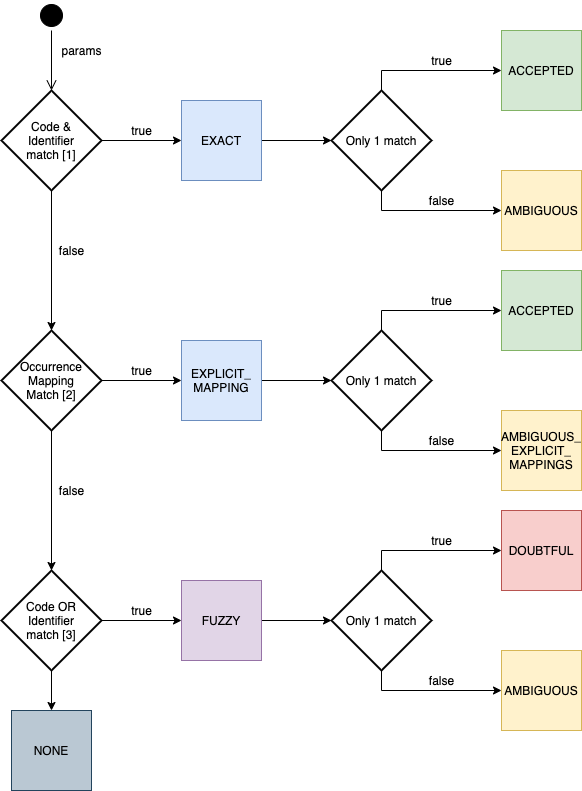 params
Code &
Identifier
match [1]
true
EXACT
Only 1 match
true
ACCEPTED
false
AMBIGUOUS
false
Occurrence
Mapping
Match [2]
true
EXPLICIT_
MAPPING
Only 1 match
true
ACCEPTED
false
AMBIGUOUS_
EXPLICIT_
MAPPINGS
false
Code OR
Identifier
match [3]
true
FUZZY
Only 1 match
true
DOUBTFUL
false
AMBIGUOUS
NONE